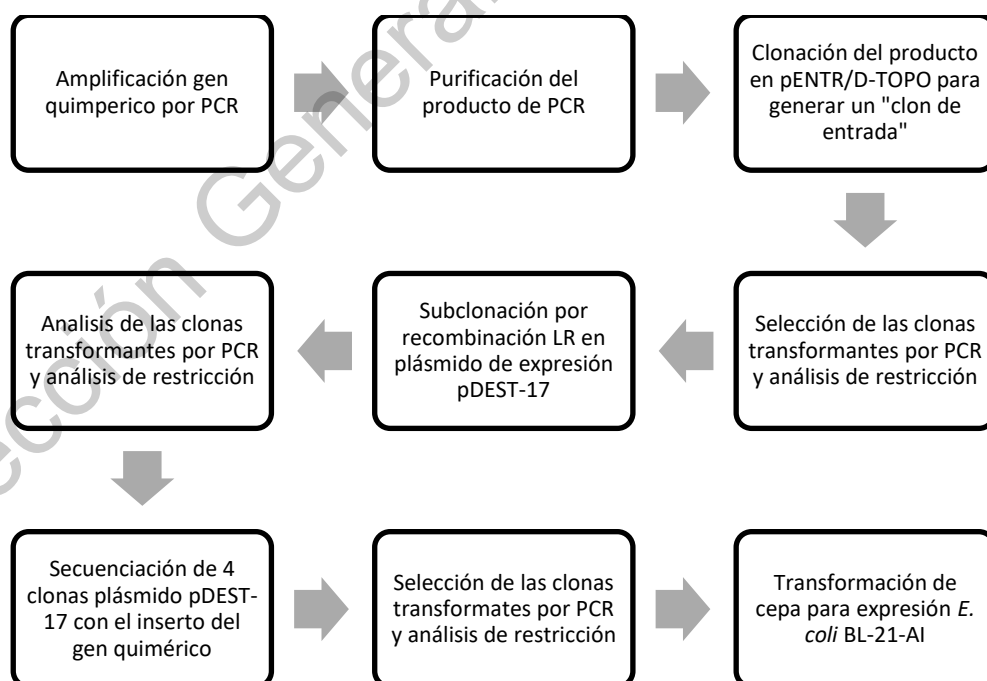 Amplificación gen
quimperico por PCR
Purificación del
producto de PCR
Clonación del producto
en pENTR/D-TOPO para
generar un "clon de
entrada"
Selección de las clonas
transformantes por PCR
y análisis de restricción
Subclonación por
recombinación LR en
plásmido de expresión
pDEST-17
Analisis de las clonas
transformantes por PCR
y análisis de restricción
Secuenciación de 4
clonas plásmido pDEST-
17 con el inserto del
gen quimérico
Selección de las clonas
transformates por PCR
y análisis de restricción
Transformación de
cepa para expresión E.
coli BL-21-AI
ección General